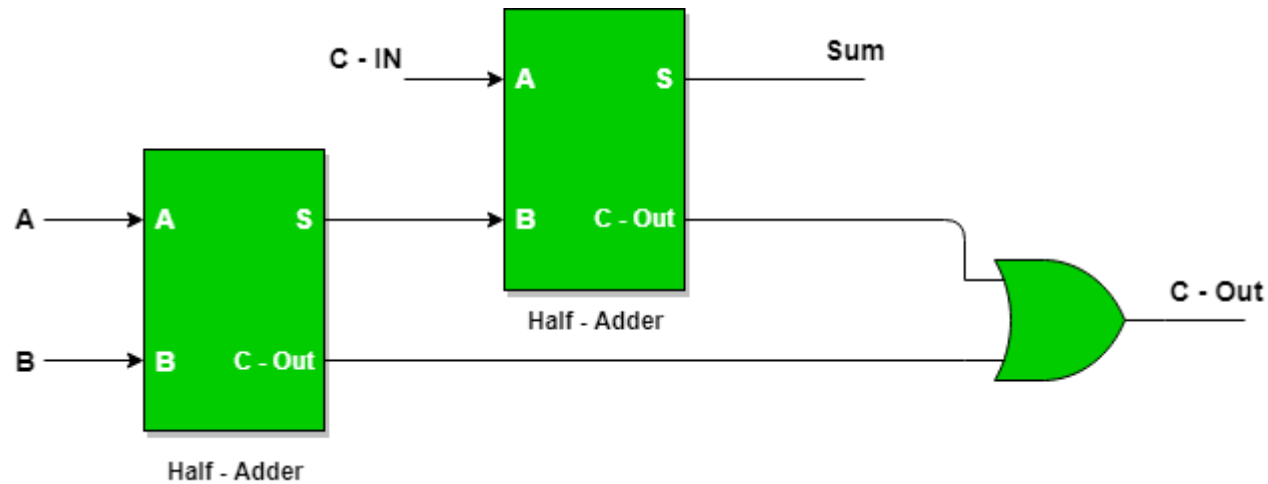 C - IN
Sum
A
S
A
A
S
B
C - Out
C - Out
Half - Adder
B
B
C - Out
Half - Adder